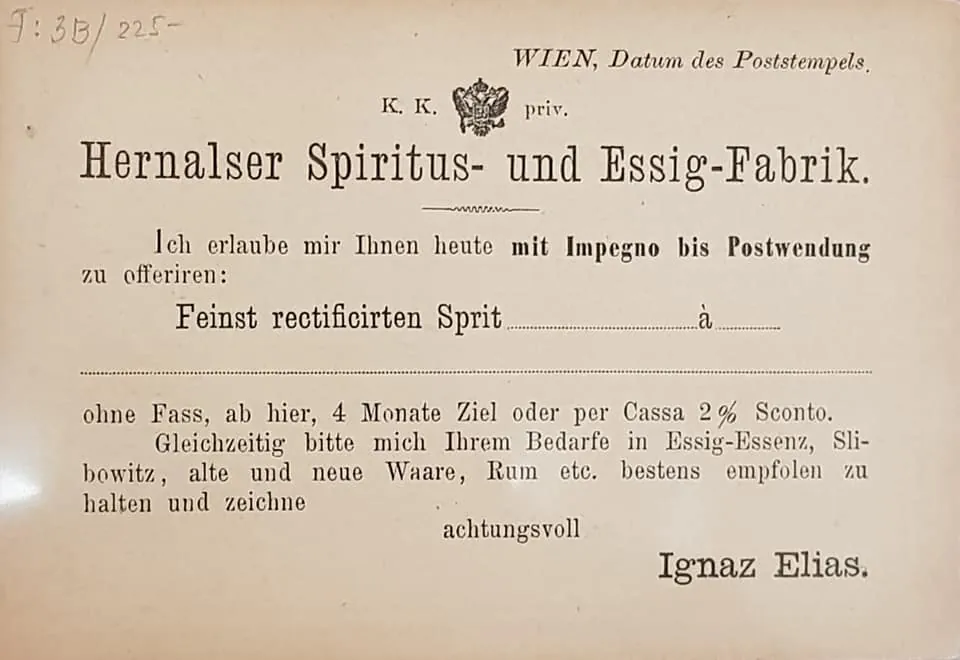 J: 3B/225-
WIEN, Datum des Poststempels.
K. K. priv.
Hernalser Spiritus- und Essig-Fabrik.
Ich erlaube mir Ihnen heute mit Impegno bis Postwendung
zu offeriren:
Feinst rectificirten Sprit à
ohne Fass, ab hier, 4 Monate Ziel oder per Cassa 2% Sconto.
Gleichzeitig bitte mich Ihrem Bedarfe in Essig-Essenz, Sli-
bowitz, alte und neue Waare, Rum etc. bestens empfolen zu
halten und zeichne
achtungsvoll
Ignaz Elias.